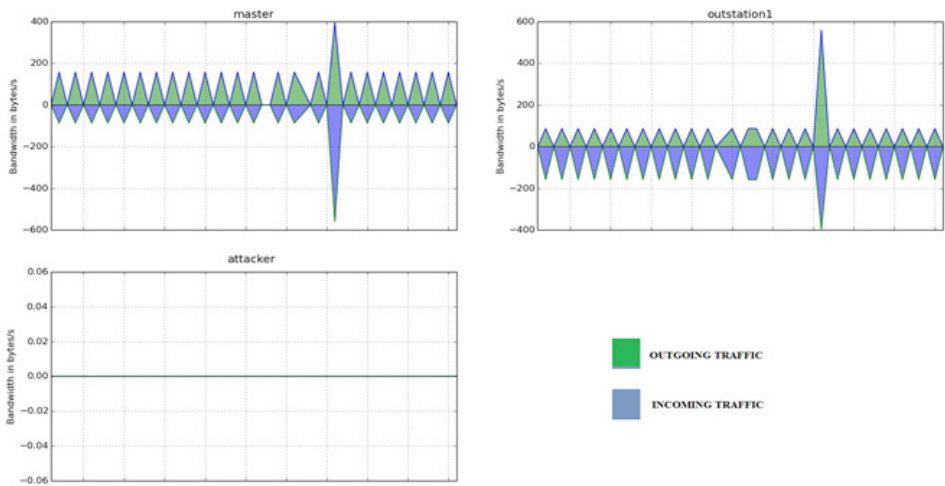 master
400
200
0
−200
−400
−600
Bandwidth in bytes/s
outstation1
600
400
200
0
−200
−400
Bandwidth in bytes/s
attacker
0.06
0.04
0.02
0.00
−0.02
−0.04
−0.06
Bandwidth in bytes/s
OUTGOING TRAFFIC
INCOMING TRAFFIC